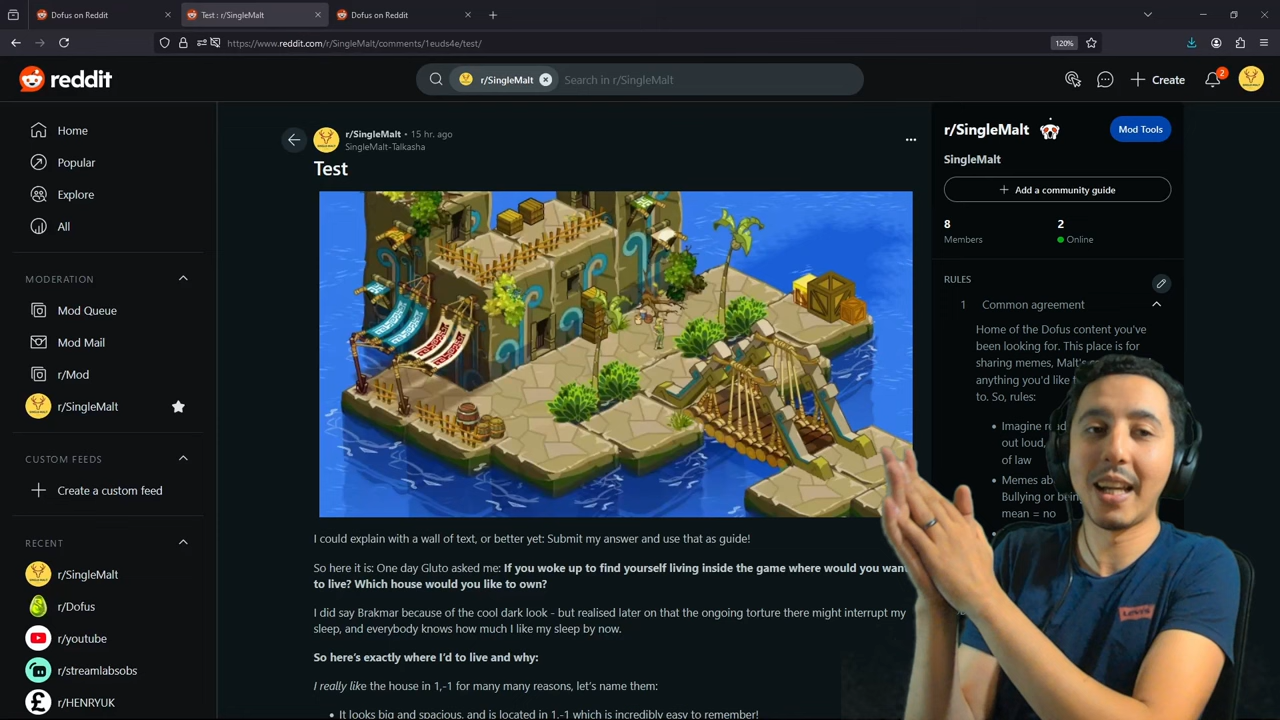 Dofus on Reddit
Test : r/SingleMalt
Dofus on Reddit
https://www.reddit.com/r/SingleMalt/comments/1euds4e/test/
120%
reddit
r/SingleMalt
Search in r/SingleMalt
Create
2
Home
Popular
Explore
All
MODERATION
Mod Queue
Mod Mail
r/Mod
r/SingleMalt
CUSTOM FEEDS
Create a custom feed
RECENT
r/SingleMalt
r/Dofus
r/youtube
r/streamlabsobs
r/HENRYUK
r/SingleMalt • 15 hr. ago
SingleMalt-Talkasha
Test
I could explain with a wall of text, or better yet: Submit my answer and use that as guide!
So here it is: One day Gluto asked me: If you woke up to find yourself living inside the game where would you want
to live? Which house would you like to own?
I did say Brakmar because of the cool dark look - but realised later on that the ongoing torture there might interrupt my
sleep, and everybody knows how much I like my sleep by now.
So here's exactly where I'd to live and why:
I really like the house in 1,-1 for many many reasons, let's name them:
• It looks big and spacious, and is located in 1,-1 which is incredibly easy to remember!
r/SingleMalt
Mod Tools
SingleMalt
Add a community guide
8
Members
2
Online
RULES
1 Common agreement
Home of the Dofus content you've
been looking for. This place is for
sharing memes, Malt's
anything you'd like
to. So, rules:
• Imagine
out loud,
of law
• Memes
Bullying or
mean = no
Levi's